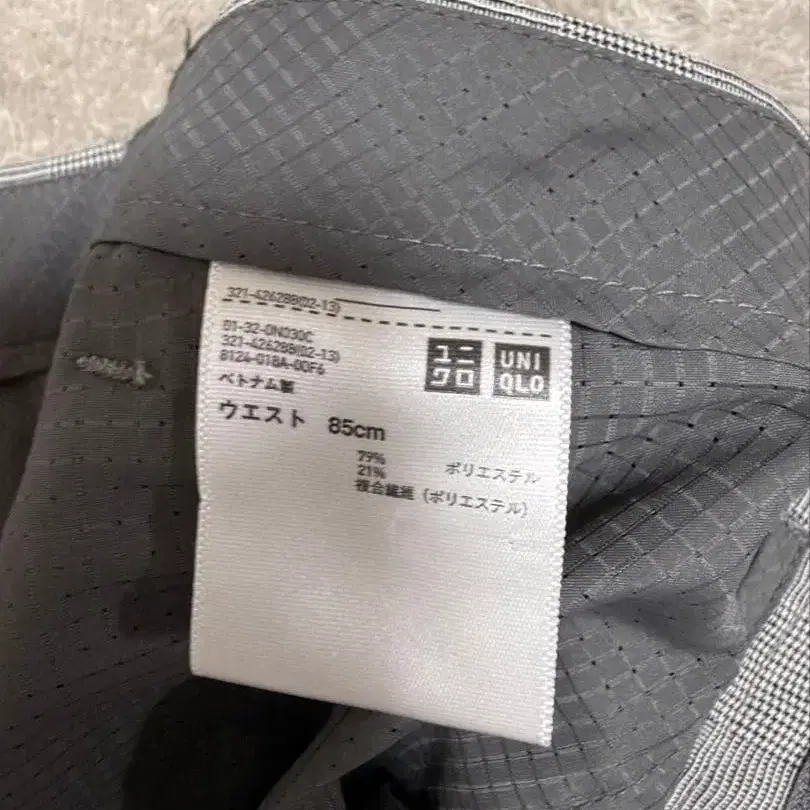 321-426288(02-13)
01-32-0N030C
321-426288(02-13)
8124-018A-00F6
ベトナム製
ユニ
クロ
UNI
QLO
ウエスト 85cm
79% ポリエステル
21%
複合繊維 (ポリエステル)